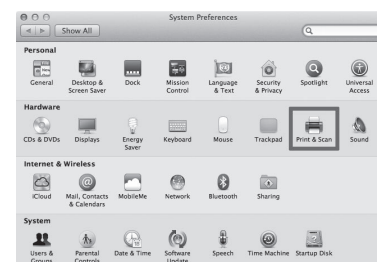 System Preferences
Show All
Personal
General
Desktop & Screen Saver
Dock
Mission Control
Language & Text
Security & Privacy
Spotlight
Universal Access
Hardware
CDs & DVDs
Displays
Energy Saver
Keyboard
Mouse
Trackpad
Print & Scan
Sound
Internet & Wireless
iCloud
Mail, Contacts & Calendars
MobileMe
Network
Bluetooth
Sharing
System
Users & Groups
Parental Controls
Date & Time
Software Update
Speech
Time Machine
Startup Disk